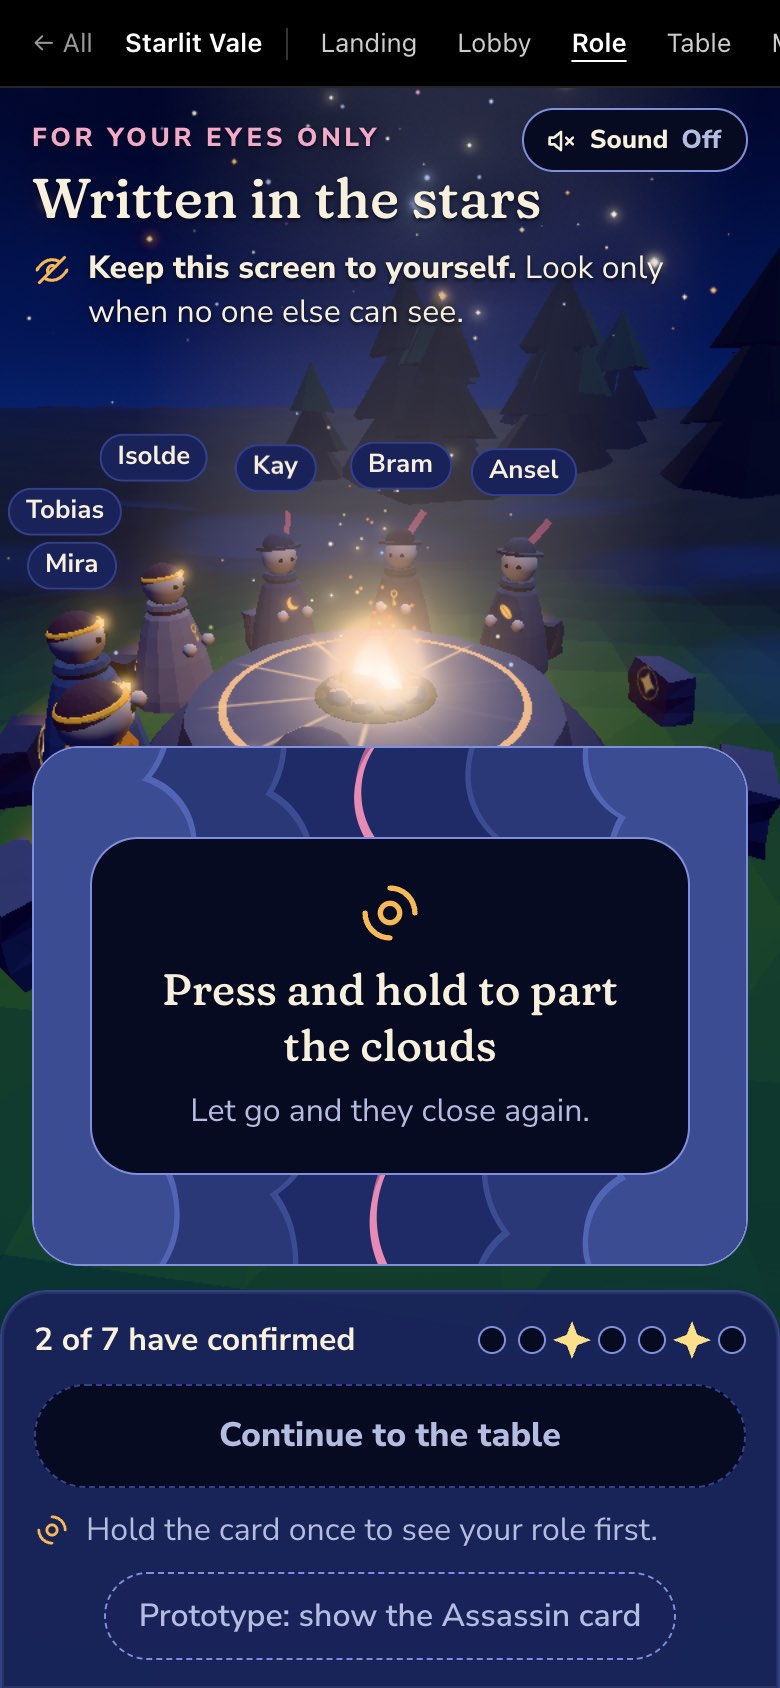 ← All Starlit Vale Landing Lobby Role Table
FOR YOUR EYES ONLY
Sound Off
Written in the stars
Keep this screen to yourself. Look only
when no one else can see.
Isolde
Kay
Bram
Ansel
Tobias
Mira
Press and hold to part
the clouds
Let go and they close again.
2 of 7 have confirmed
Continue to the table
Hold the card once to see your role first.
Prototype: show the Assassin card